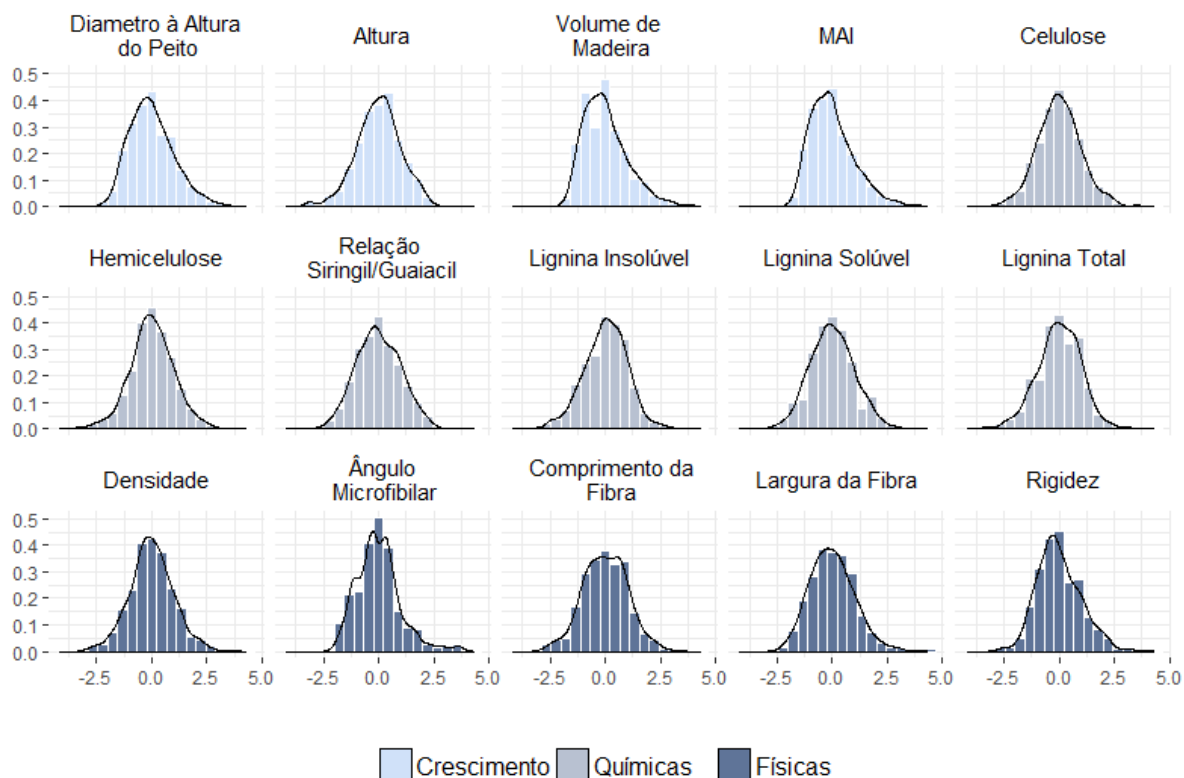 Diametro à Altura
do Peito
Altura
Volume de
Madeira
MAI
Celulose
0.5
0.4
0.3
0.2
0.1
0.0
Hemicelulose
Relação
Siringil/Guaiacil
Lignina Insolúvel
Lignina Solúvel
Lignina Total
0.5
0.4
0.3
0.2
0.1
0.0
Densidade
Ângulo
Microfibilar
Comprimento da
Fibra
Largura da Fibra
Rigidez
0.5
0.4
0.3
0.2
0.1
0.0
-2.5 0.0 2.5 5.0 -2.5 0.0 2.5 5.0 -2.5 0.0 2.5 5.0 -2.5 0.0 2.5 5.0 -2.5 0.0 2.5 5.0
Crescimento Químicas Físicas